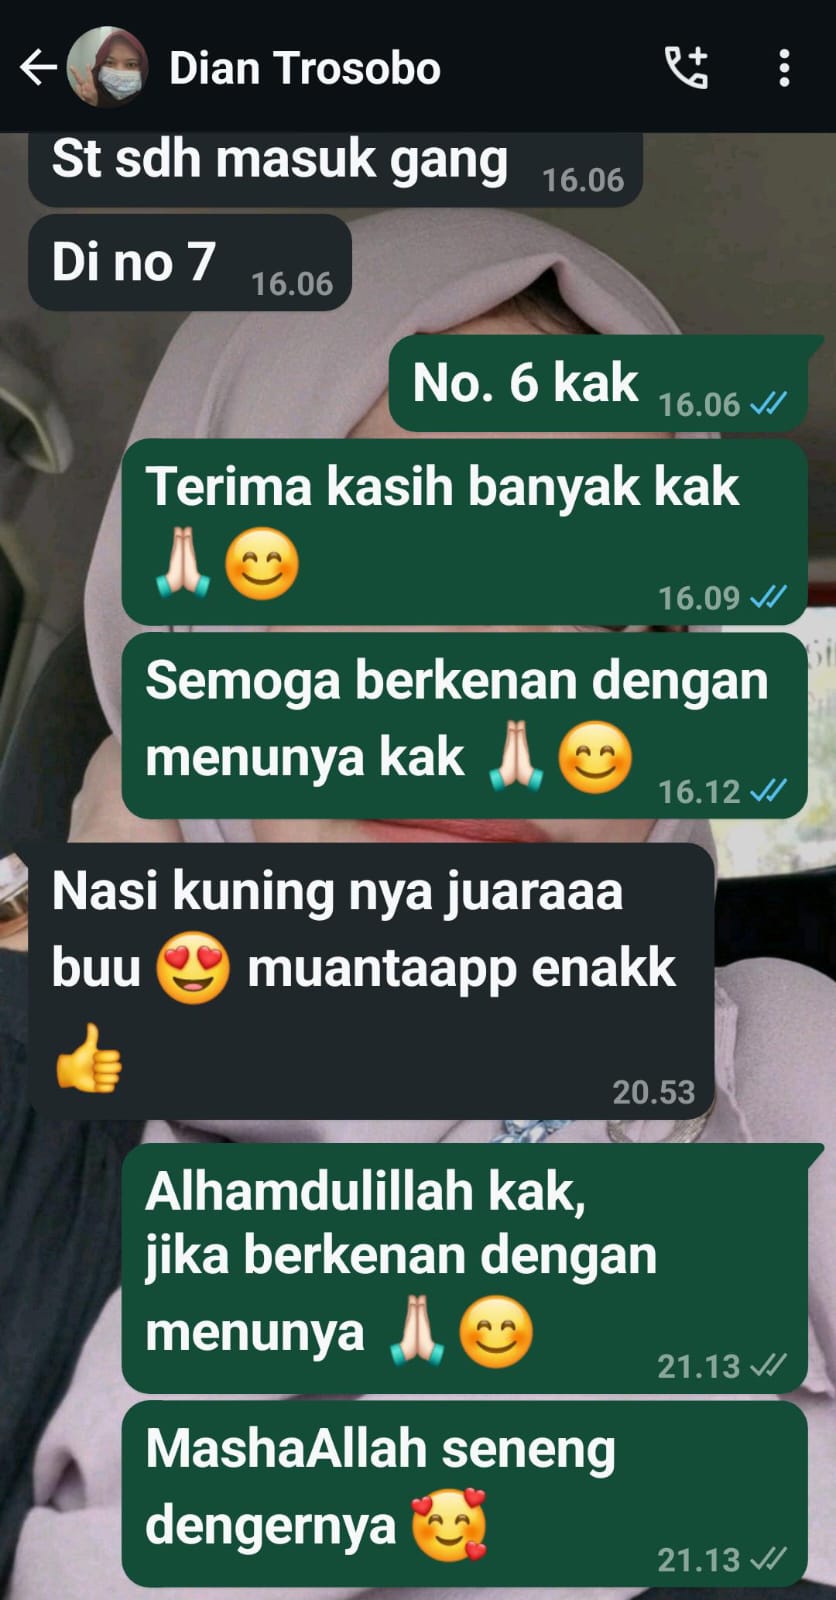 Dian Trosobo
St sdh masuk gang 16.06
Di no 7 16.06
No. 6 kak 16.06
Terima kasih banyak kak
🙏🏻😊
16.09
Semoga berkenan dengan
menunya kak 🙏🏻😊 16.12
Nasi kuning nya juaraaa
buu 😍 muantaapp enakk
👍
20.53
Alhamdulillah kak,
jika berkenan dengan
menunya 🙏🏻😊 21.13
MashaAllah seneng
dengernya 🥰 21.13